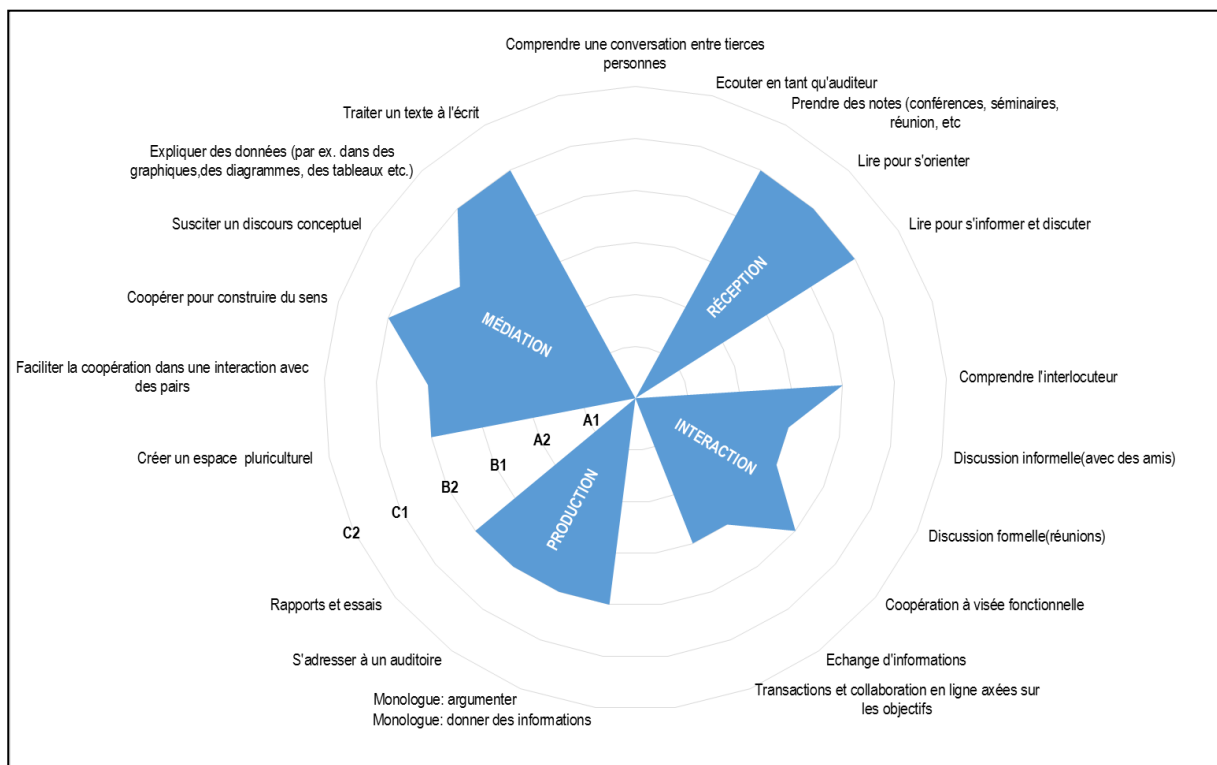 Comprendre une conversation entre tierces
personnes
Ecouter en tant qu'auditeur
Prendre des notes (conférences, séminaires,
réunion, etc
Traiter un texte à l'écrit
Expliquer des données (par ex. dans des
graphiques,des diagrammes, des tableaux etc.)
Lire pour s'orienter
Susciter un discours conceptuel
Lire pour s'informer et discuter
RÉCEPTION
Coopérer pour construire du sens
MÉDIATION
Faciliter la coopération dans une interaction avec
des pairs
Comprendre l'interlocuteur
A1
A2
B1
B2
C1
C2
INTERACTION
Créer un espace pluriculturel
Discussion informelle(avec des amis)
PRODUCTION
Discussion formelle(réunions)
Rapports et essais
Coopération à visée fonctionnelle
S'adresser à un auditoire
Echange d'informations
Monologue: argumenter
Monologue: donner des informations
Transactions et collaboration en ligne axées sur
les objectifs